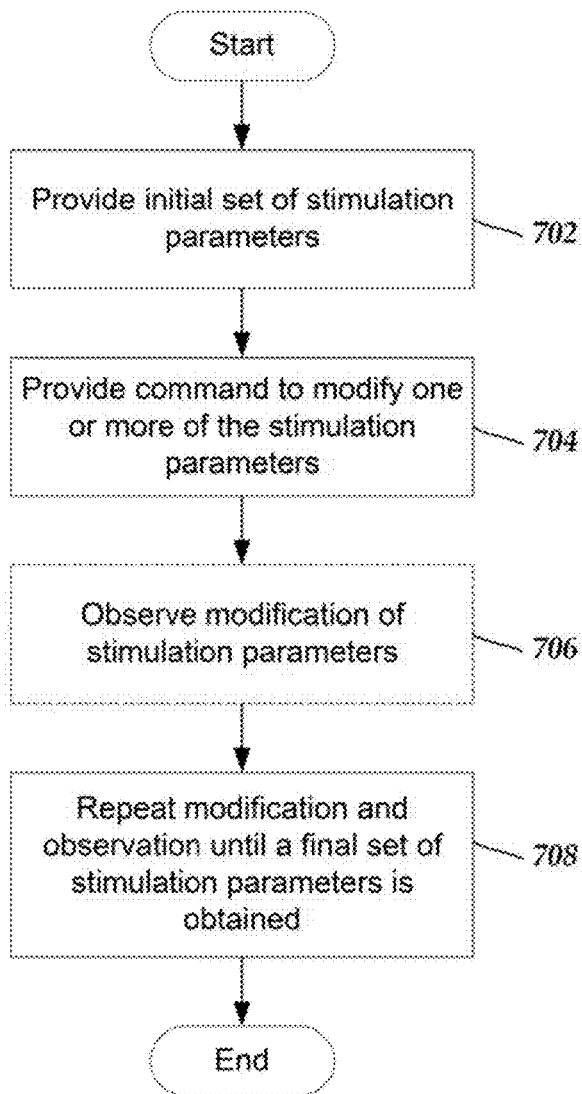 Start
Provide initial set of stimulation
parameters
702
Provide command to modify one
or more of the stimulation
parameters
704
Observe modification of
stimulation parameters
706
Repeat modification and
observation until a final set of
stimulation parameters is
obtained
708
End